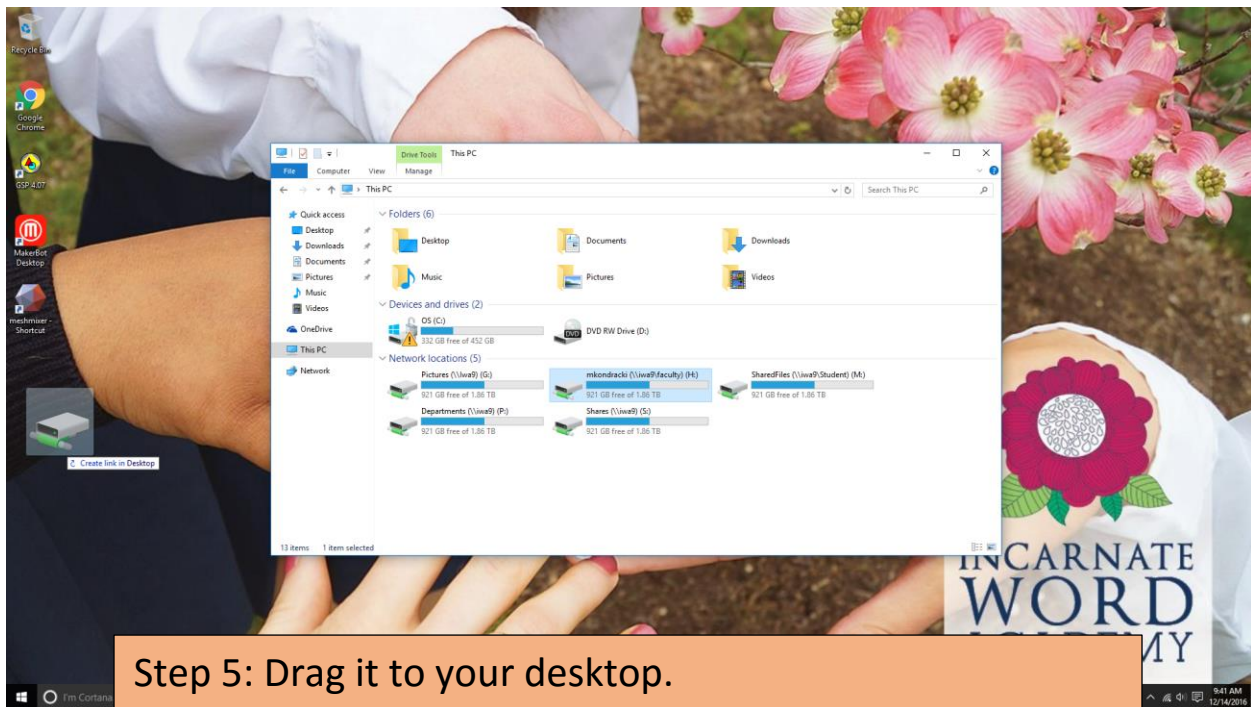 Recycle Bin
Google
Chrome
GSP 4.07
MakerBot
Desktop
meshmixer -
Shortcut
Create link in Desktop
Drive Tools This PC
File Computer View Manage
This PC
Search This PC
Quick access
Desktop
Downloads
Documents
Pictures
Music
Videos
OneDrive
This PC
Network
Folders (6)
Desktop Documents Downloads
Music Pictures Videos
Devices and drives (2)
OS (C:)
332 GB free of 452 GB
DVD
DVD RW Drive (D:)
Network locations (5)
Pictures (\\Iwa9) (G:)
921 GB free of 1.86 TB
mkondracki (\\iwa9\faculty) (H:)
921 GB free of 1.86 TB
SharedFiles (\\iwa9\Student) (M:)
921 GB free of 1.86 TB
Departments (\\iwa9) (P:)
921 GB free of 1.86 TB
Shares (\\iwa9) (S:)
921 GB free of 1.86 TB
13 items 1 item selected
INCARNATE
WORD
ACADEMY
Step 5: Drag it to your desktop.
I'm Cortana
9:41 AM
12/14/2016